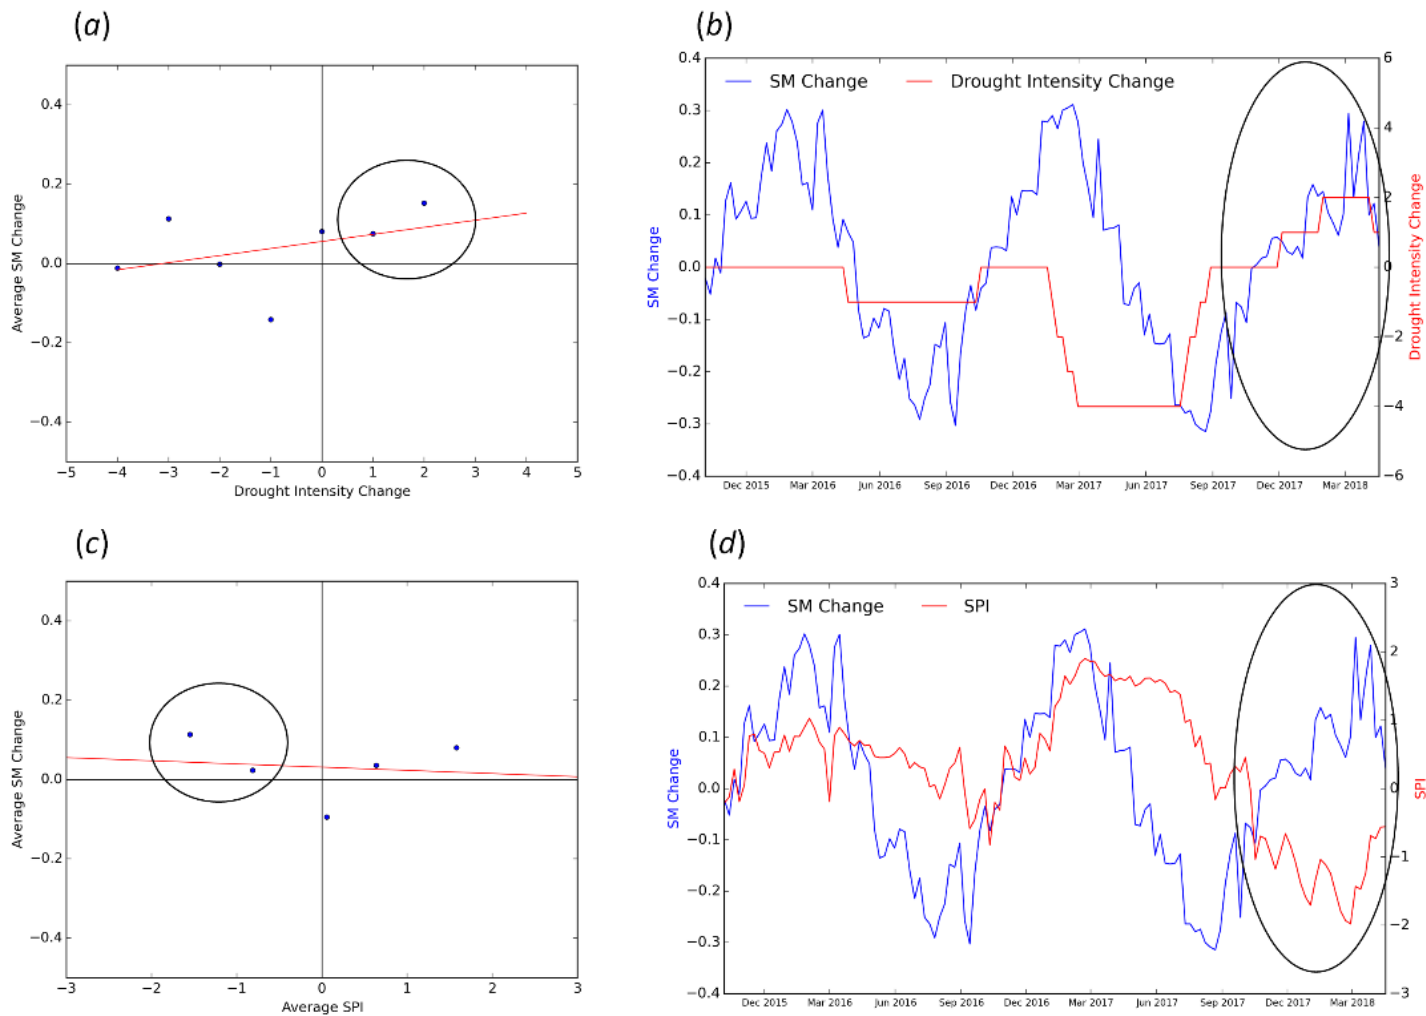 (a)
0.4
0.2
0.0
−0.2
−0.4
Average SM Change
−5 −4 −3 −2 −1 0 1 2 3 4 5
Drought Intensity Change
(b)
SM Change Drought Intensity Change
0.4
0.3
0.2
0.1
0.0
−0.1
−0.2
−0.3
−0.4
SM Change
6
4
2
0
−2
−4
−6
Drought Intensity Change
Dec 2015 Mar 2016 Jun 2016 Sep 2016 Dec 2016 Mar 2017 Jun 2017 Sep 2017 Dec 2017 Mar 2018
(c)
0.4
0.2
0.0
−0.2
−0.4
Average SM Change
−3 −2 −1 0 1 2 3
Average SPI
(d)
SM Change SPI
0.4
0.3
0.2
0.1
0.0
−0.1
−0.2
−0.3
−0.4
SM Change
3
2
1
0
−1
−2
−3
SPI
Dec 2015 Mar 2016 Jun 2016 Sep 2016 Dec 2016 Mar 2017 Jun 2017 Sep 2017 Dec 2017 Mar 2018